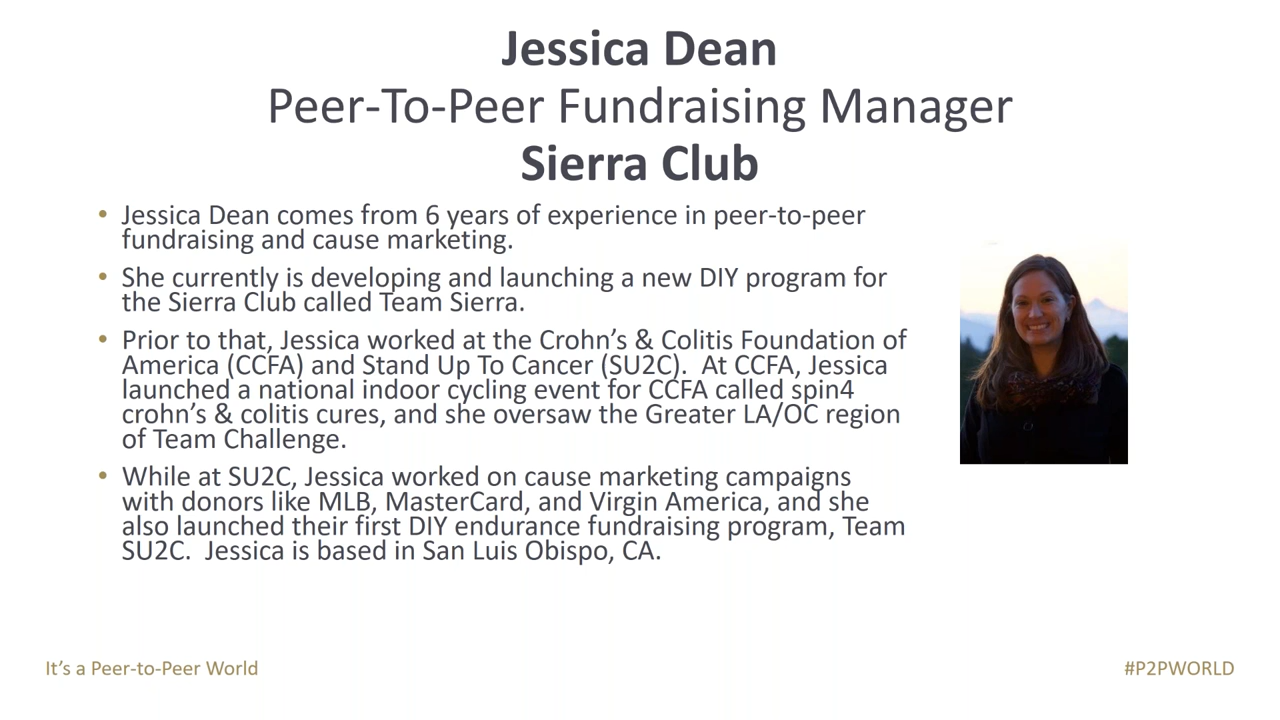 Jessica Dean
Peer-To-Peer Fundraising Manager
Sierra Club
• Jessica Dean comes from 6 years of experience in peer-to-peer
fundraising and cause marketing.
• She currently is developing and launching a new DIY program for
the Sierra Club called Team Sierra.
• Prior to that, Jessica worked at the Crohn’s & Colitis Foundation of
America (CCFA) and Stand Up To Cancer (SU2C).  At CCFA, Jessica
launched a national indoor cycling event for CCFA called spin4
crohn’s & colitis cures, and she oversaw the Greater LA/OC region
of Team Challenge.
• While at SU2C, Jessica worked on cause marketing campaigns
with donors like MLB, MasterCard, and Virgin America, and she
also launched their first DIY endurance fundraising program, Team
SU2C.  Jessica is based in San Luis Obispo, CA.
It’s a Peer-to-Peer World
#P2PWORLD